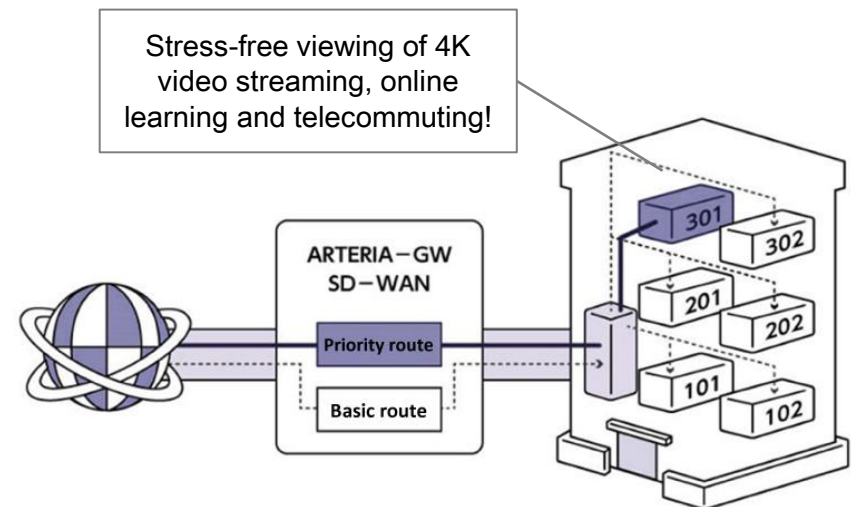 Stress-free viewing of 4K
video streaming, online
learning and telecommuting!
ARTERIA−GW
SD−WAN
Priority route
Basic route
301
302
201
202
101
102